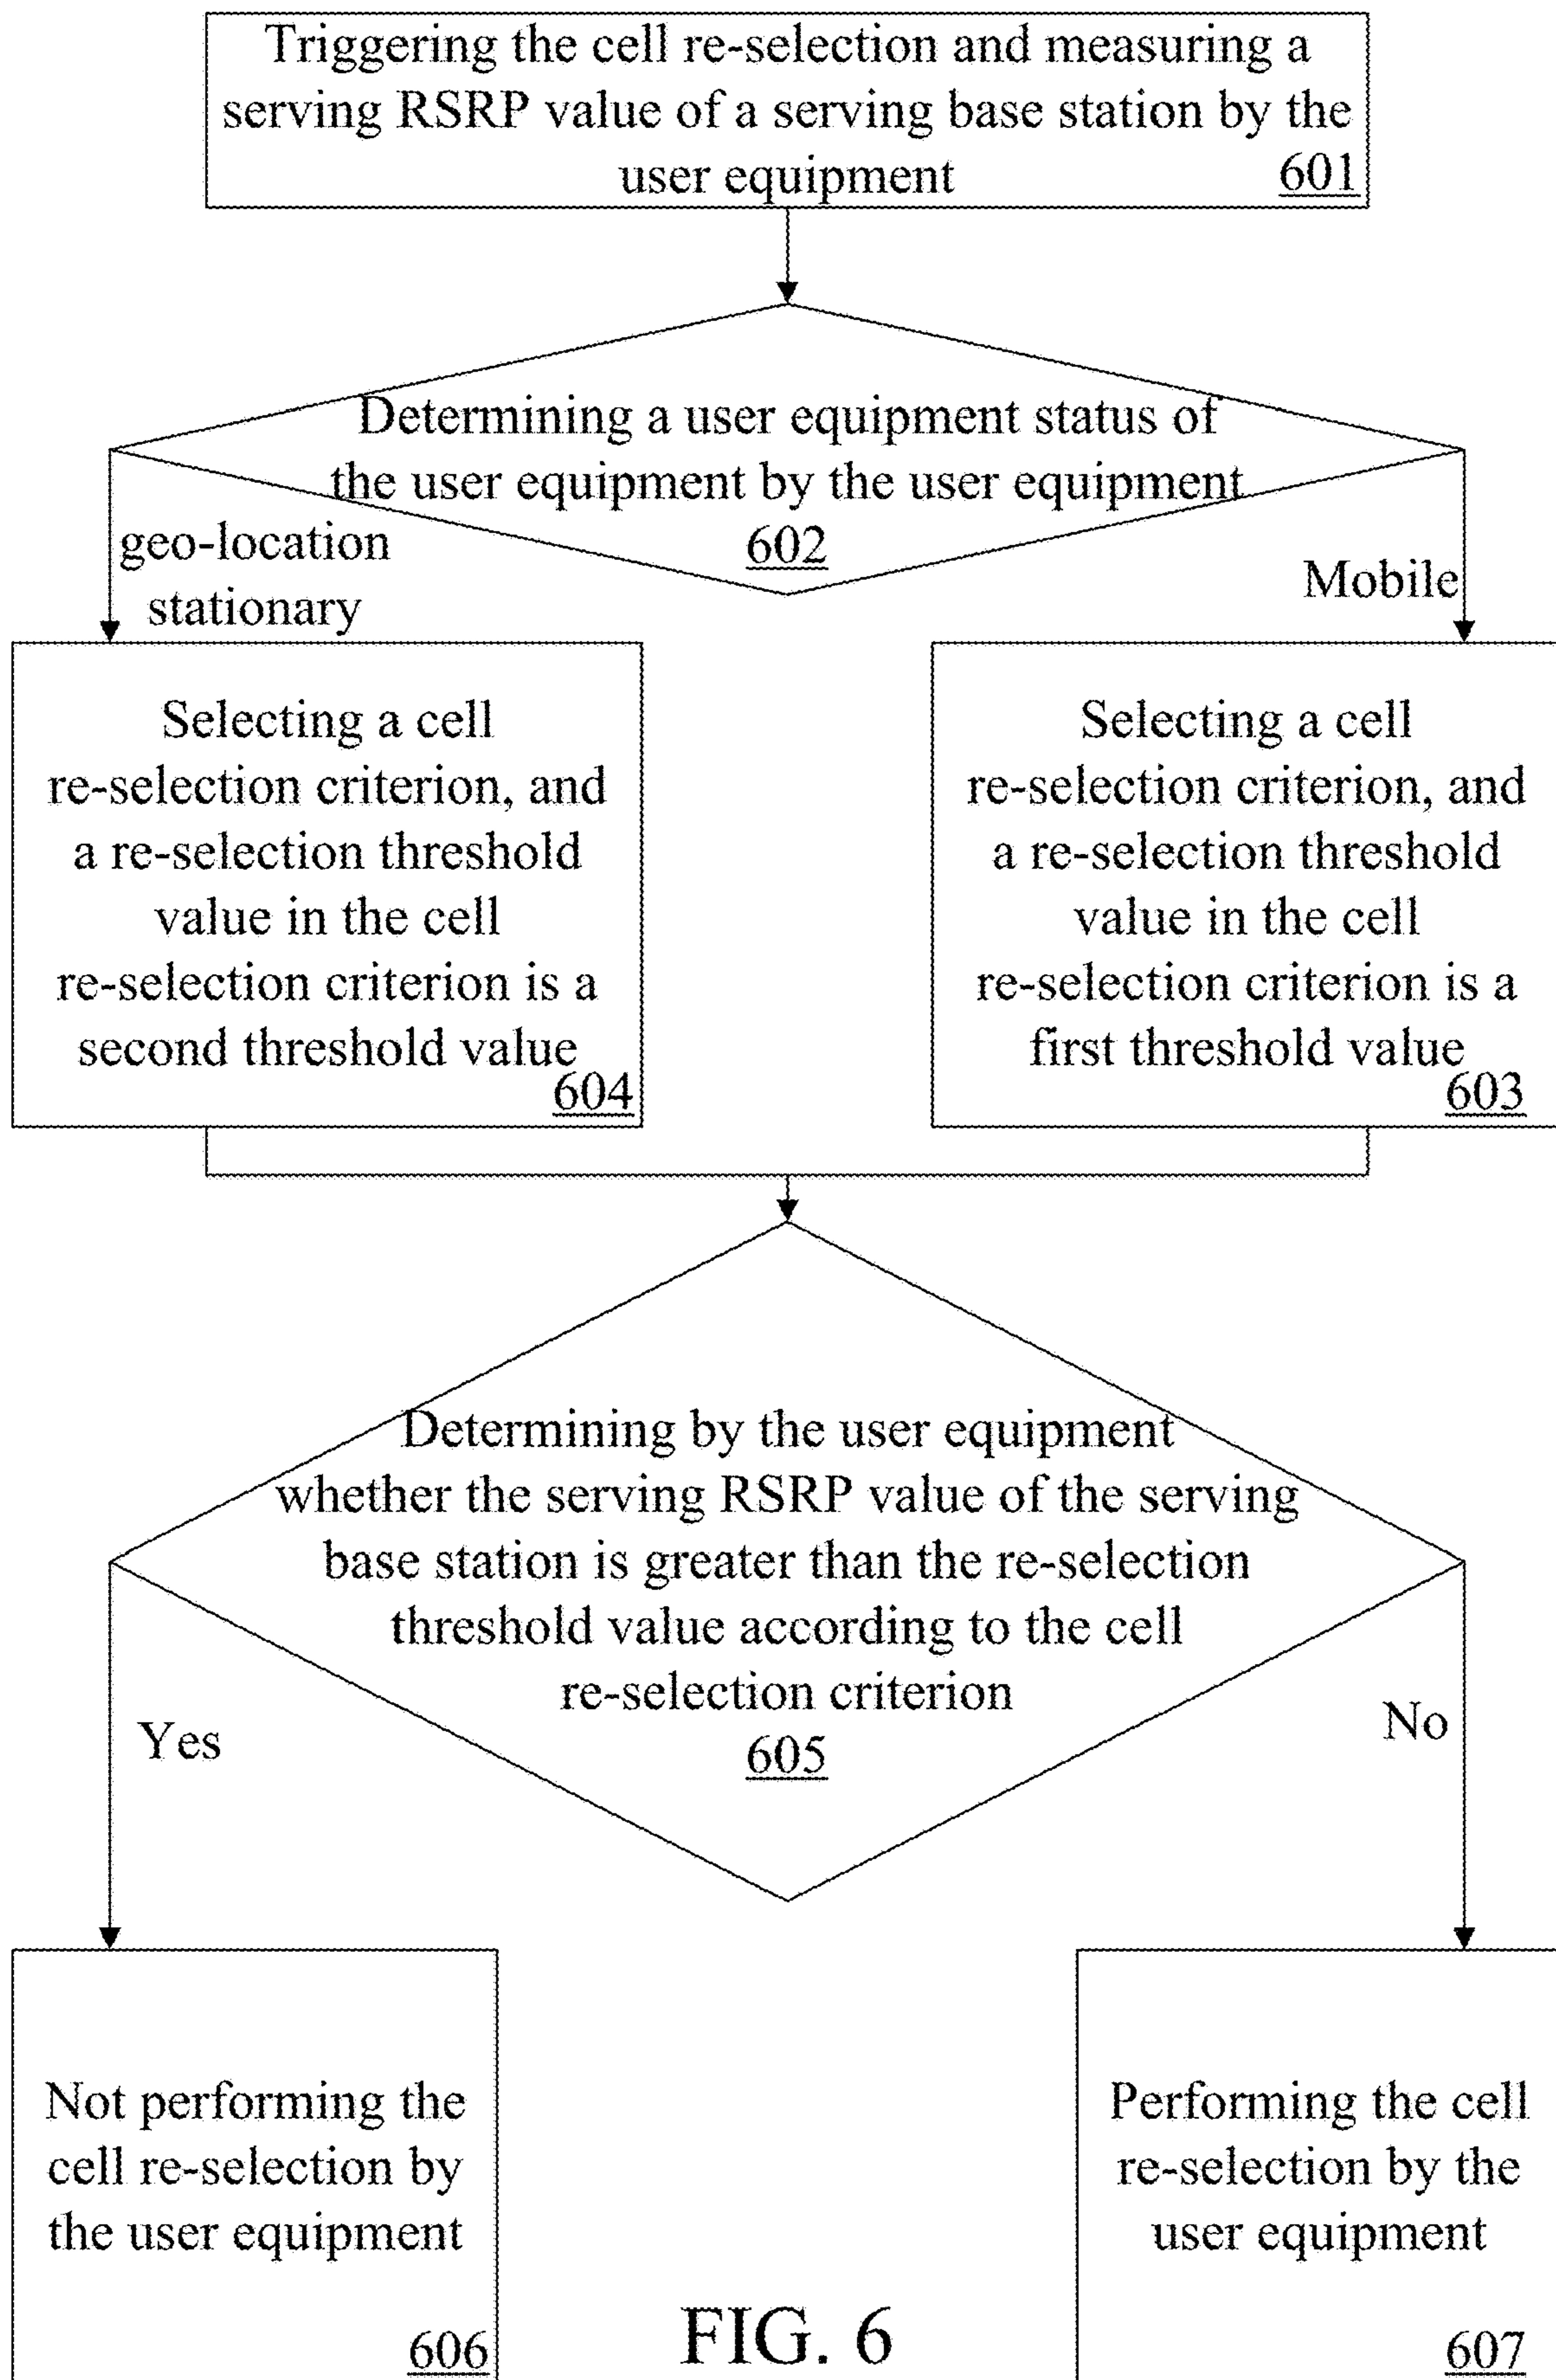 Triggering the cell re-selection and measuring a
serving RSRP value of a serving base station by the
user equipment
601
Determining a user equipment status of
the user equipment by the user equipment
602
geo-location
stationary
Mobile
Selecting a cell
re-selection criterion, and
a re-selection threshold
value in the cell
re-selection criterion is a
second threshold value
604
Selecting a cell
re-selection criterion, and
a re-selection threshold
value in the cell
re-selection criterion is a
first threshold value
603
Determining by the user equipment
whether the serving RSRP value of the serving
base station is greater than the re-selection
threshold value according to the cell
re-selection criterion
605
Yes
No
Not performing the
cell re-selection by
the user equipment
606
Performing the cell
re-selection by the
user equipment
607
FIG. 6